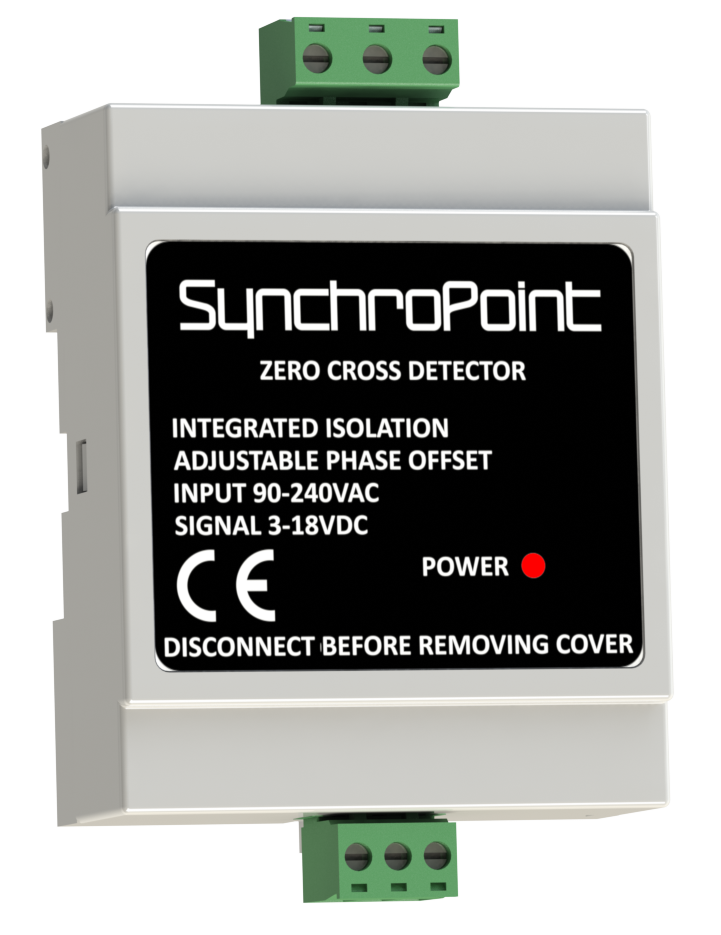 SynchroPoint
ZERO CROSS DETECTOR
INTEGRATED ISOLATION
ADJUSTABLE PHASE OFFSET
INPUT 90-240VAC
SIGNAL 3-18VDC
CE
POWER
DISCONNECT BEFORE REMOVING COVER